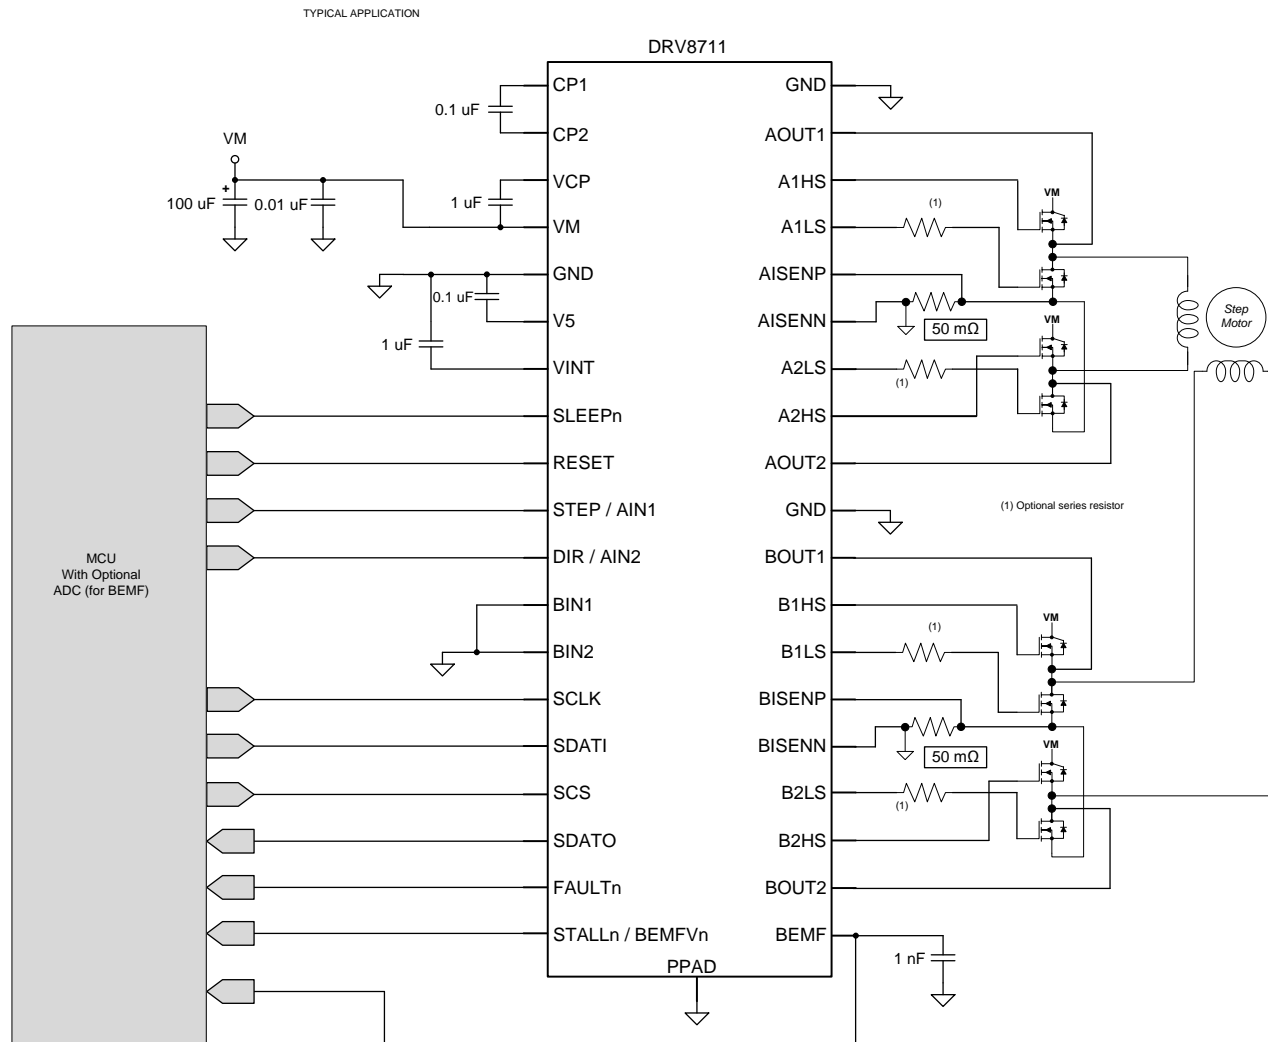 TYPICAL APPLICATION
DRV8711
CP1
CP2
VCP
VM
GND
V5
VINT
SLEEPn
RESET
STEP / AIN1
DIR / AIN2
BIN1
BIN2
SCLK
SDATI
SCS
SDATO
FAULTn
STALLn / BEMFVn
PPAD
GND
AOUT1
A1HS
A1LS
AISENP
AISENN
A2LS
A2HS
AOUT2
GND
BOUT1
B1HS
B1LS
BISENP
BISENN
B2LS
B2HS
BOUT2
BEMF
0.1 uF
VM
+
100 uF
0.01 uF
1 uF
0.1 uF
1 uF
MCU
With Optional
ADC (for BEMF)
(1)
VM
50 mΩ
VM
(1)
Step
Motor
(1) Optional series resistor
(1)
VM
50 mΩ
VM
(1)
1 nF